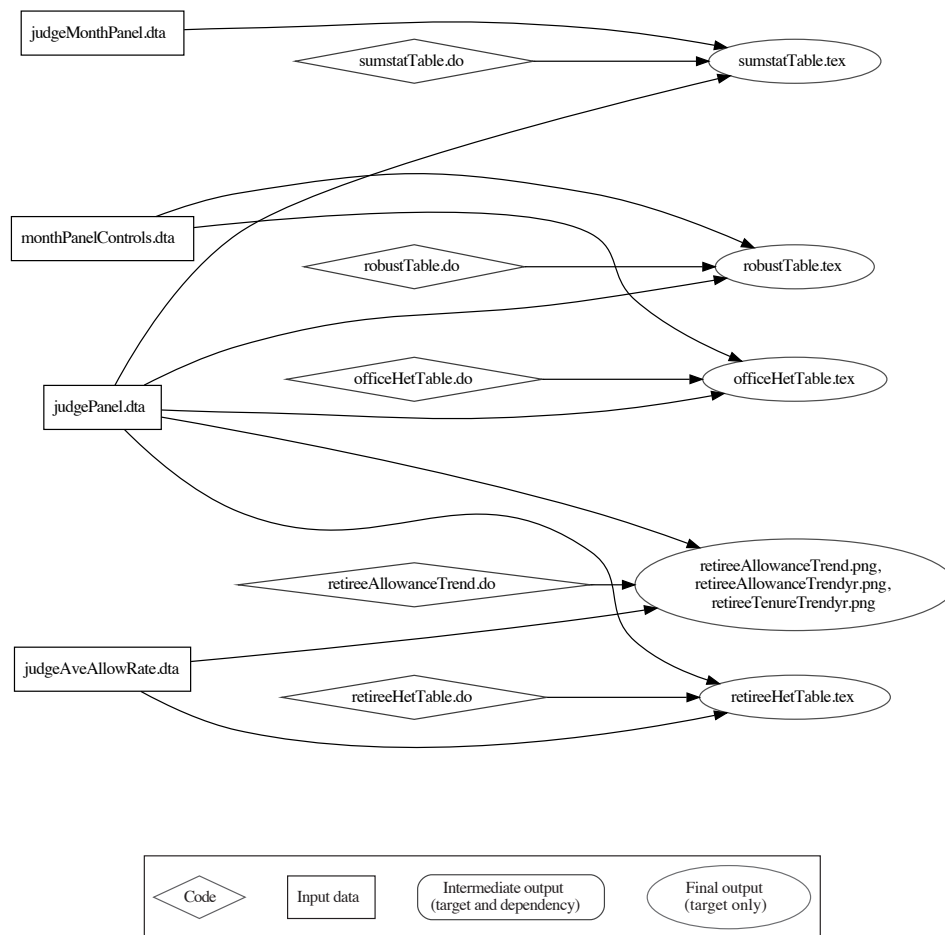 judgeMonthPanel.dta
sumstatTable.do
sumstatTable.tex
monthPanelControls.dta
robustTable.do
robustTable.tex
officeHetTable.do
officeHetTable.tex
judgePanel.dta
retireeAllowanceTrend.do
retireeAllowanceTrend.png,
retireeAllowanceTrendyr.png,
retireeTenureTrendyr.png
judgeAveAllowRate.dta
retireeHetTable.do
retireeHetTable.tex
Code
Input data
Intermediate output
(target and dependency)
Final output
(target only)